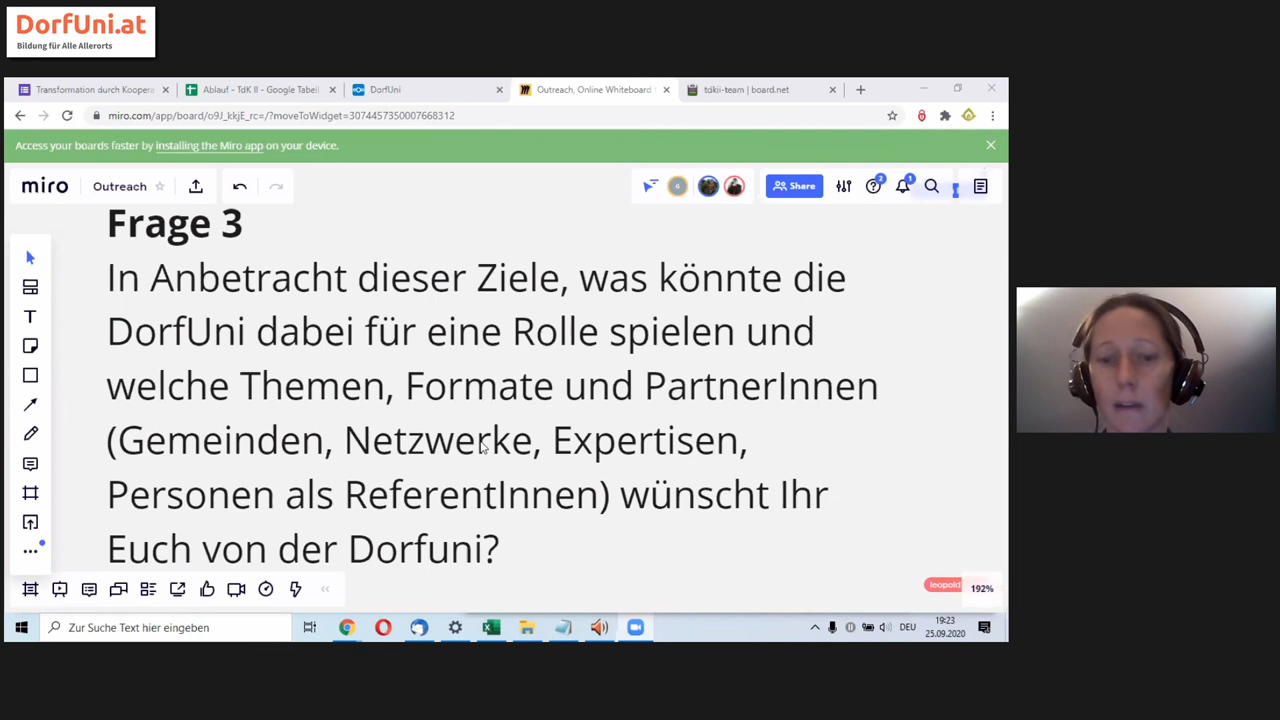 DorfUni.at
Bildung für Alle Allerorts
Transformation durch Koopera
Ablauf - TdK II - Google Tabell
DorfUni
Outreach, Online Whiteboard
tdkii-team | board.net
miro.com/app/board/o9J_kkjE_rc=/?moveToWidget=3074457350007668312
Access your boards faster by installing the Miro app on your device.
miro
Outreach
6
Share
2
1
Frage 3
In Anbetracht dieser Ziele, was könnte die
DorfUni dabei für eine Rolle spielen und
welche Themen, Formate und PartnerInnen
(Gemeinden, Netzwerke, Expertisen,
Personen als ReferentInnen) wünscht Ihr
Euch von der Dorfuni?
leopold
192%
Zur Suche Text hier eingeben
DEU
19:23
25.09.2020